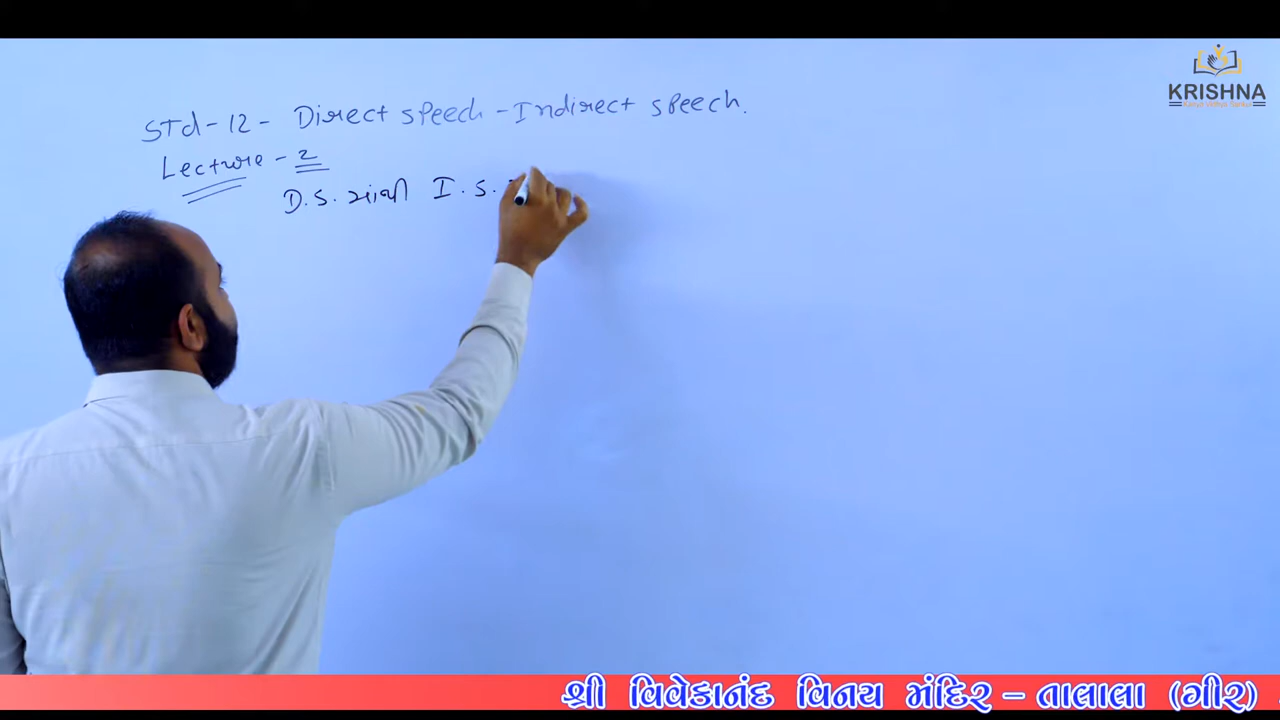 STd-12 - Direct speech - Indirect speech.
Lecture - 2
D.S. માંથી I.S.
KRISHNA
શ્રી વિવેકાનંદ વિનય મંદિર – તાલાલા (ગીર)